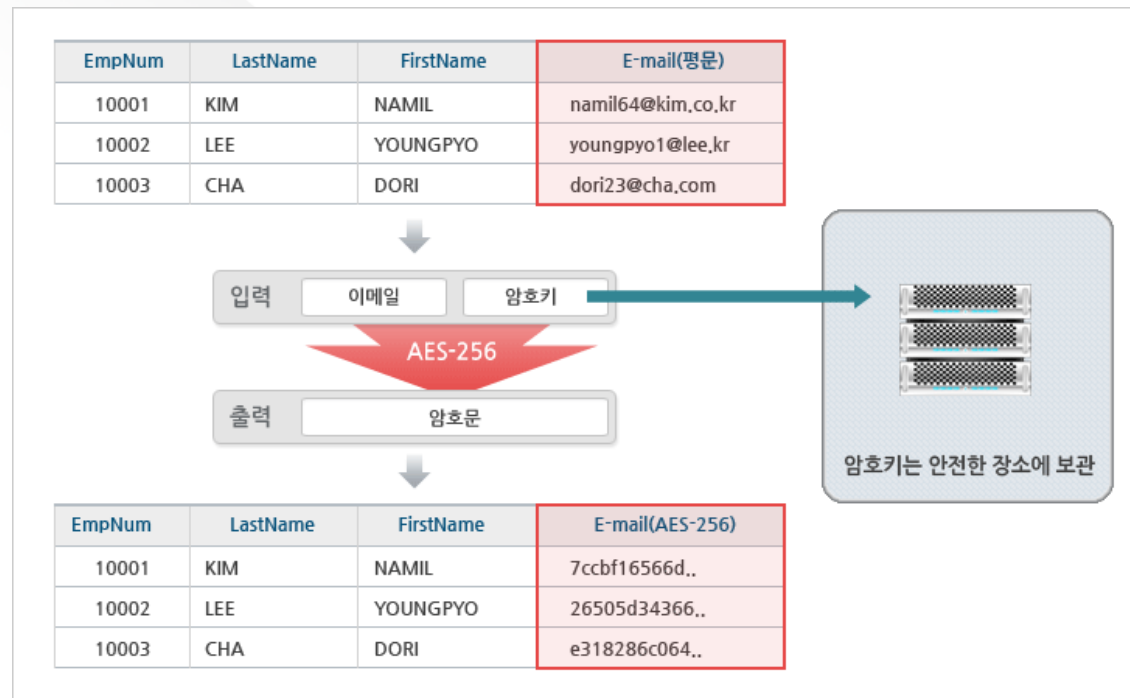 EmpNum LastName FirstName E-mail(평문)
10001 KIM NAMIL namil64@kim.co.kr
10002 LEE YOUNGPYO youngpyo1@lee.kr
10003 CHA DORI dori23@cha.com
입력 이메일 암호키
AES-256
출력 암호문
암호키는 안전한 장소에 보관
EmpNum LastName FirstName E-mail(AES-256)
10001 KIM NAMIL 7ccbf16566d..
10002 LEE YOUNGPYO 26505d34366..
10003 CHA DORI e318286c064..